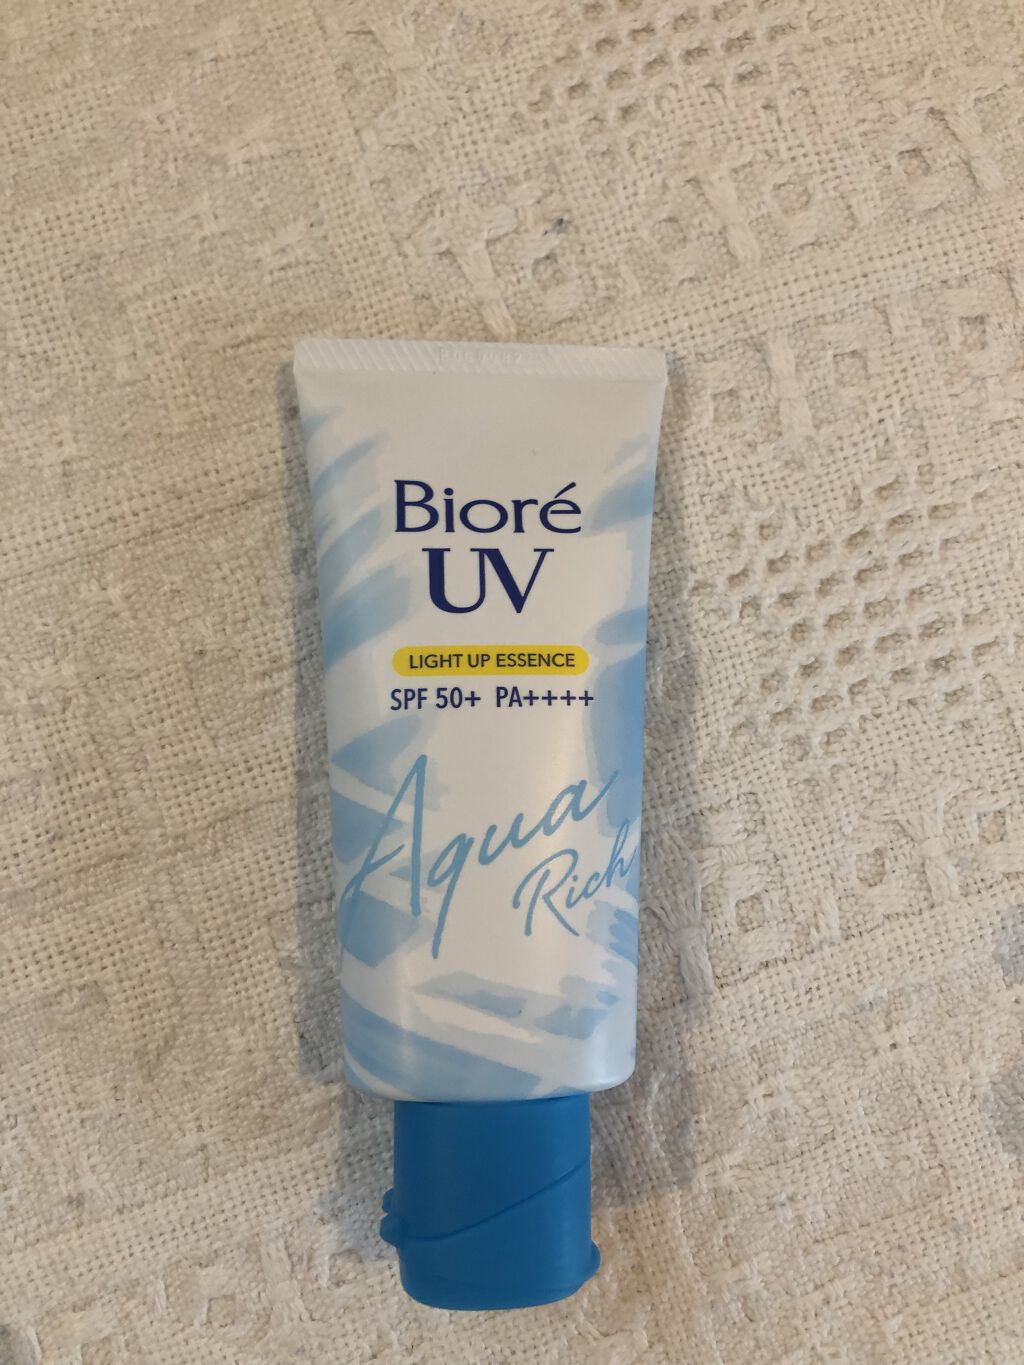 Bioré
UV
LIGHT UP ESSENCE
SPF 50+ PA++++
Aqua
Rich